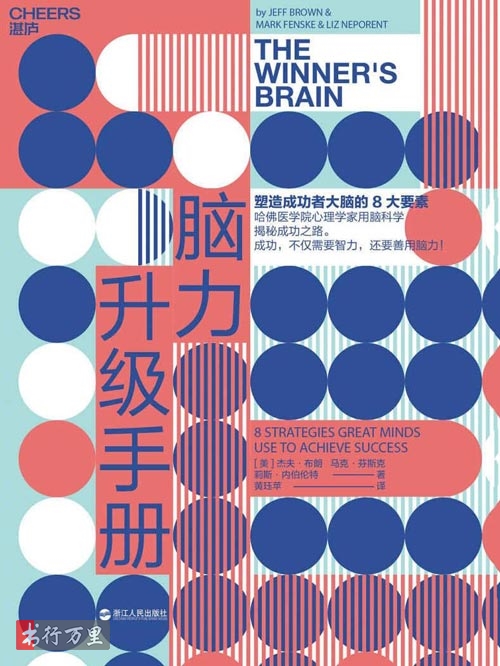 CHEERS
湛庐
by JEFF BROWN &
MARK FENSKE & LIZ NEPORENT
THE
WINNER'S
BRAIN
塑造成功者大脑的 8 大要素
哈佛医学院心理学家用脑科学
揭秘成功之路。
成功，不仅需要智力，还要善用脑力！
脑力
升级手册
8 STRATEGIES GREAT MINDS
USE TO ACHIEVE SUCCESS
［美］杰夫·布朗 马克·芬斯克
莉斯·内伯伦特 —— 著
黄珏苹 —— 译
浙江人民出版社
书行万里